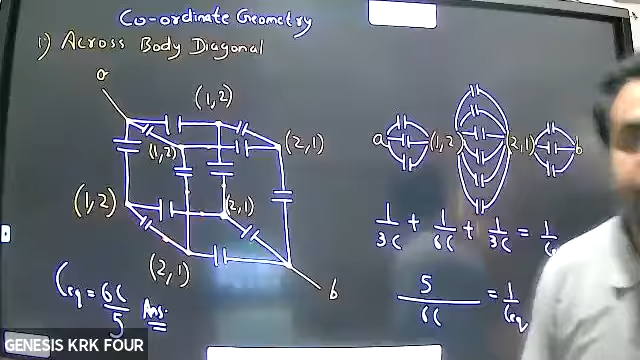 Co-ordinate Geometry
1) Across Body Diagonal
a
(1,2)
(1,2)
(2,1)
(1,2)
(2,1)
(2,1)
b
Ceq = 6C/5 Ans:
a (1,2) (2,1) b
1/3C + 1/6C + 1/3C = 1/Ceq
5/6C = 1/Ceq
GENESIS KRK FOUR